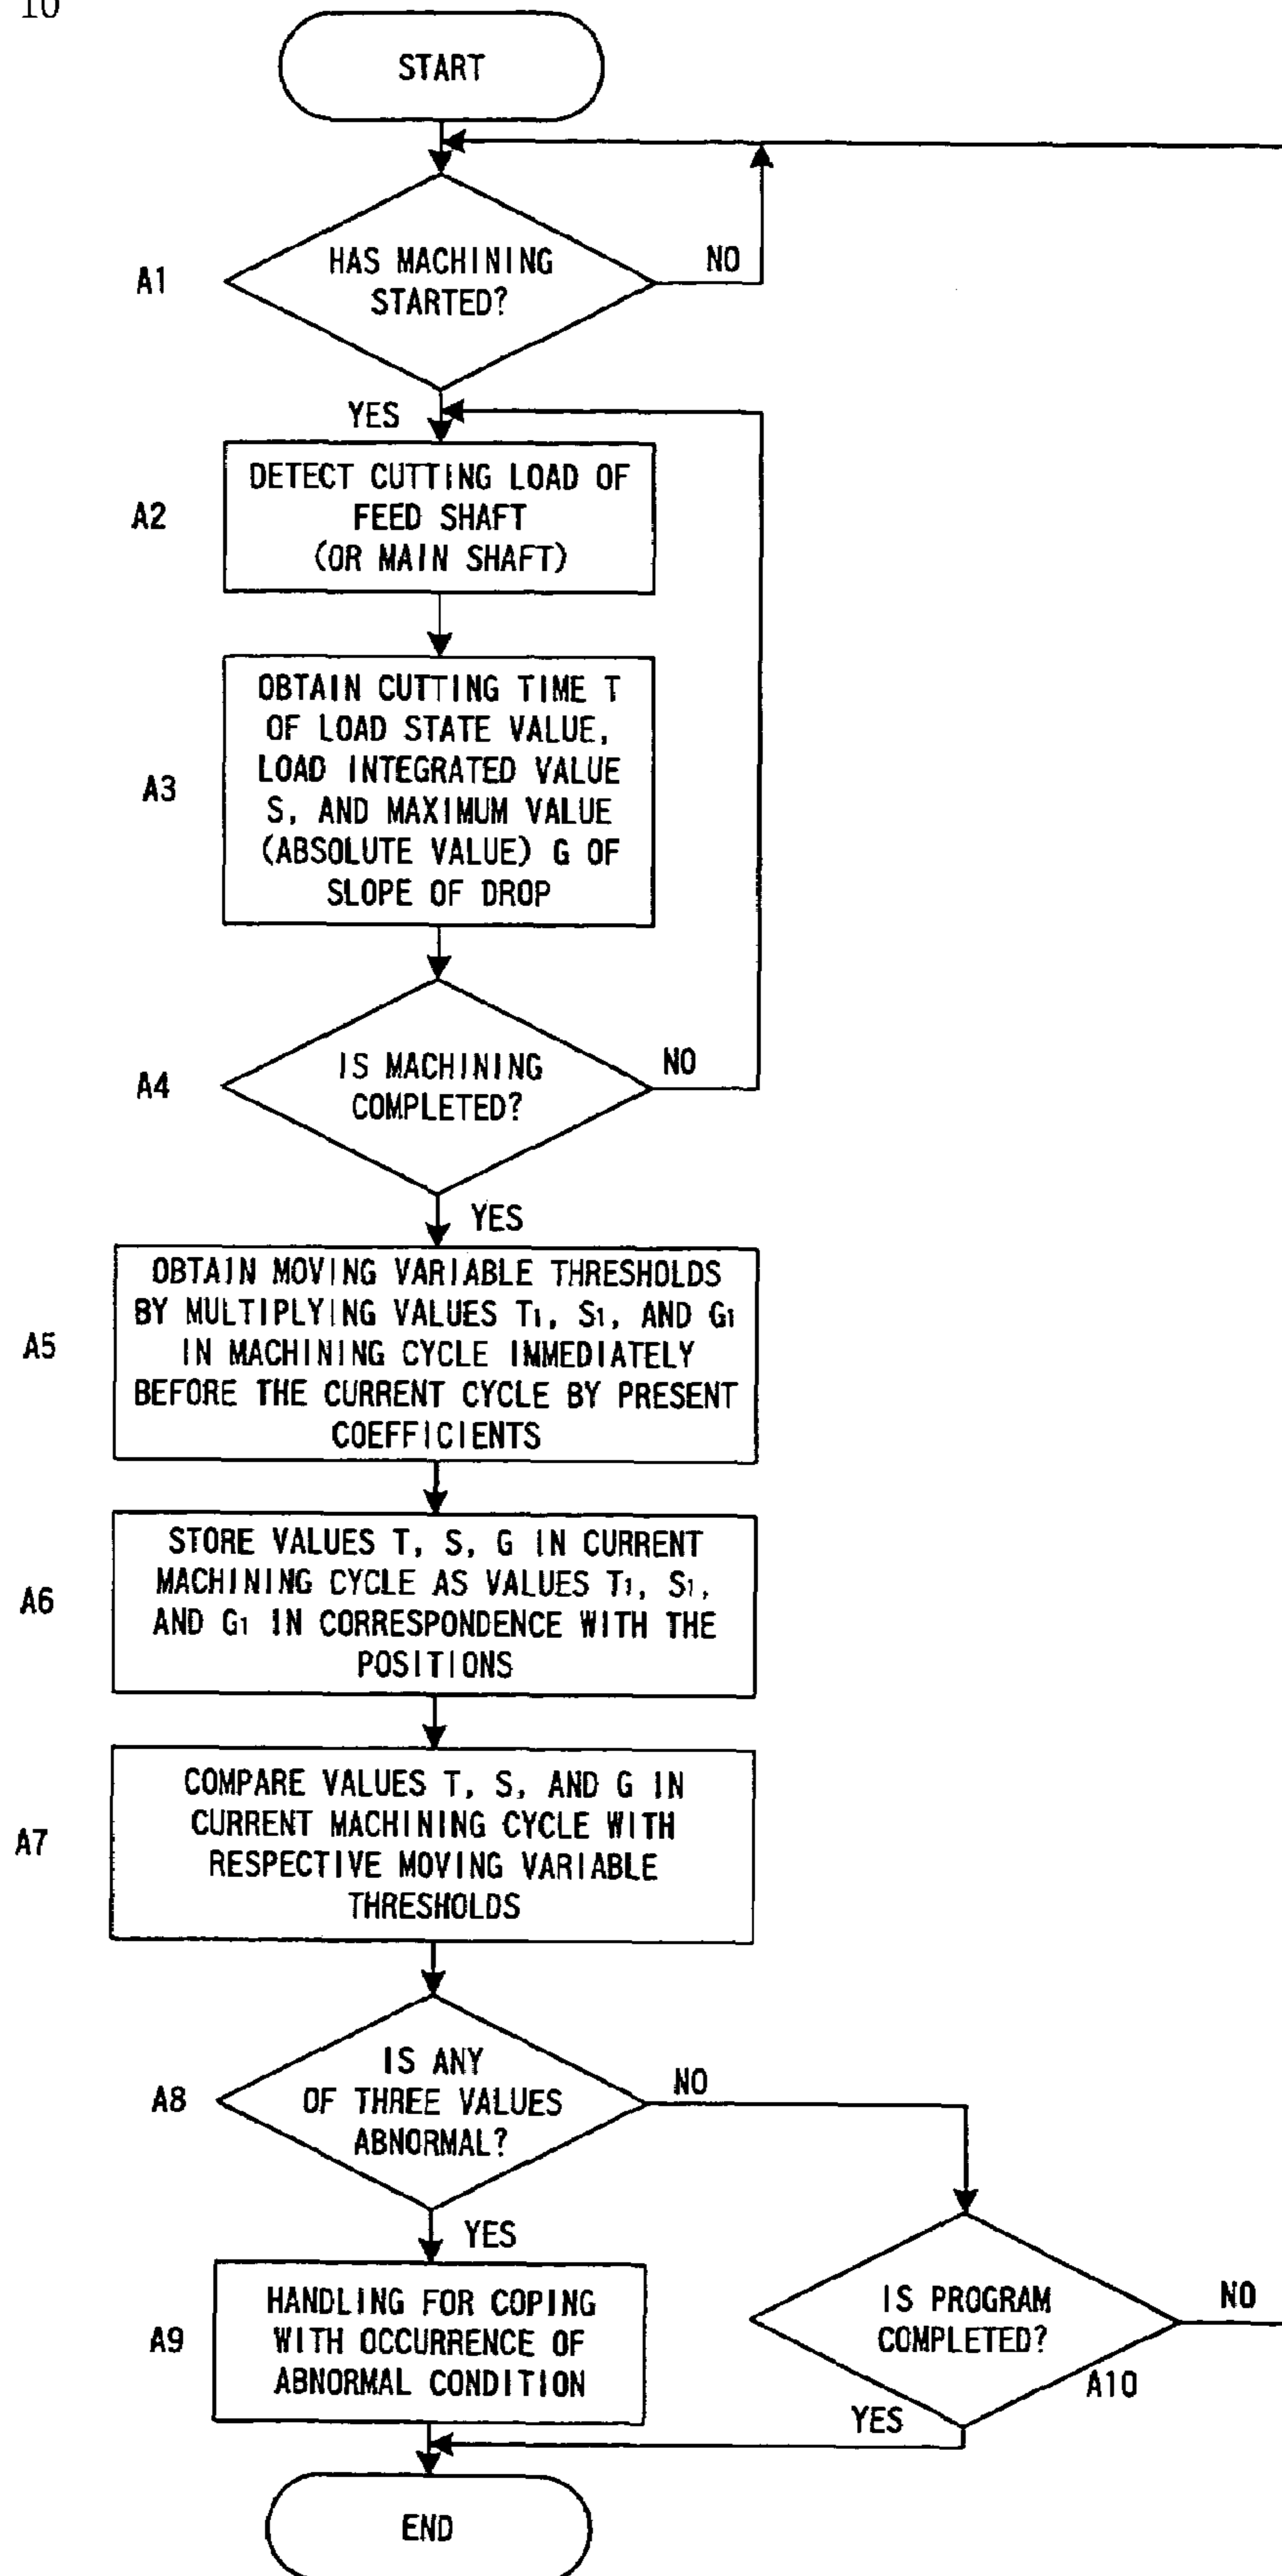 10
START
A1
HAS MACHINING
STARTED?
NO
YES
A2
DETECT CUTTING LOAD OF
FEED SHAFT
(OR MAIN SHAFT)
A3
OBTAIN CUTTING TIME T
OF LOAD STATE VALUE,
LOAD INTEGRATED VALUE
S, AND MAXIMUM VALUE
(ABSOLUTE VALUE) G OF
SLOPE OF DROP
A4
IS MACHINING
COMPLETED?
NO
YES
A5
OBTAIN MOVING VARIABLE THRESHOLDS
BY MULTIPLYING VALUES T1, S1, AND G1
IN MACHINING CYCLE IMMEDIATELY
BEFORE THE CURRENT CYCLE BY PRESENT
COEFFICIENTS
A6
STORE VALUES T, S, G IN CURRENT
MACHINING CYCLE AS VALUES T1, S1,
AND G1 IN CORRESPONDENCE WITH THE
POSITIONS
A7
COMPARE VALUES T, S, AND G IN
CURRENT MACHINING CYCLE WITH
RESPECTIVE MOVING VARIABLE
THRESHOLDS
A8
IS ANY
OF THREE VALUES
ABNORMAL?
NO
YES
A9
HANDLING FOR COPING
WITH OCCURRENCE OF
ABNORMAL CONDITION
IS PROGRAM
COMPLETED?
NO
A10
YES
END